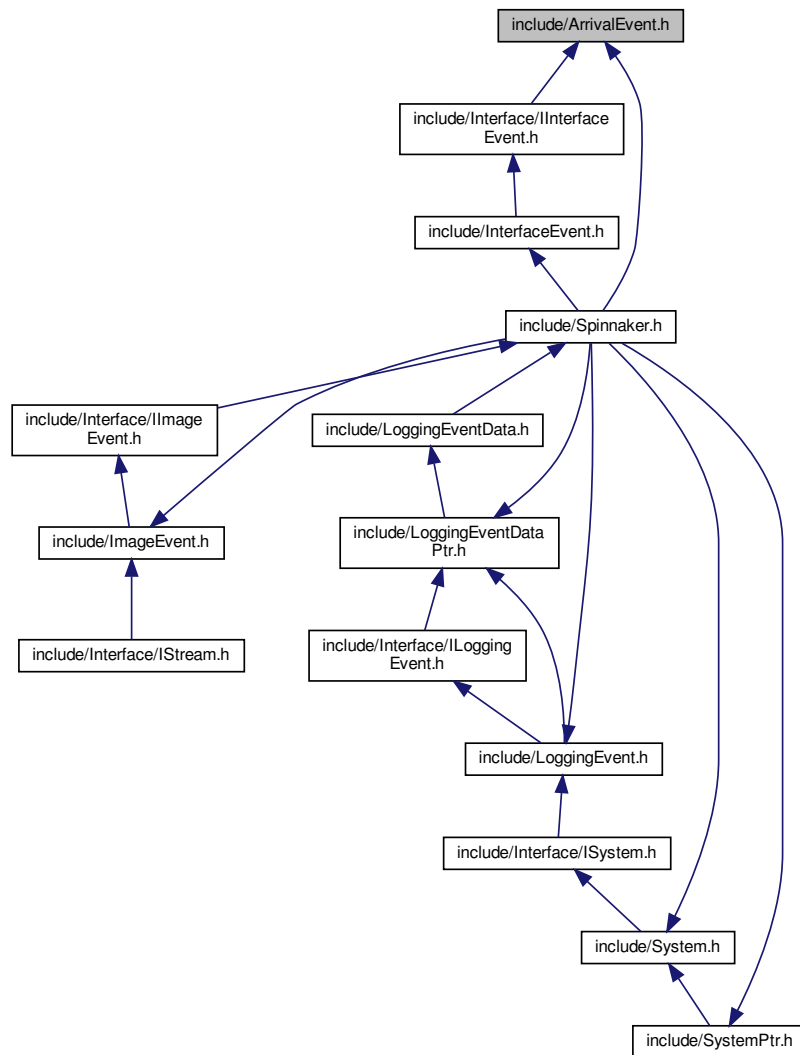 include/ArrivalEvent.h
include/Interface/IInterface
Event.h
include/InterfaceEvent.h
include/Spinnaker.h
include/Interface/IImage
Event.h
include/LoggingEventData.h
include/ImageEvent.h
include/LoggingEventData
Ptr.h
include/Interface/IStream.h
include/Interface/ILogging
Event.h
include/LoggingEvent.h
include/Interface/ISystem.h
include/System.h
include/SystemPtr.h